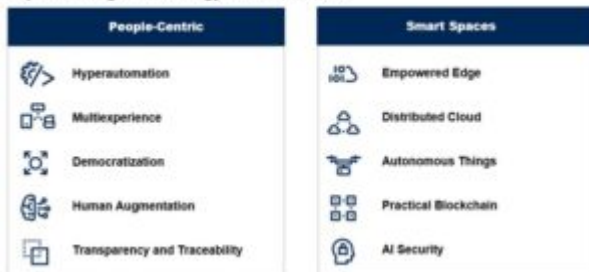 People-Centric
Hyperautomation
Multiexperience
Democratization
Human Augmentation
Transparency and Traceability
Smart Spaces
Empowered Edge
Distributed Cloud
Autonomous Things
Practical Blockchain
AI Security